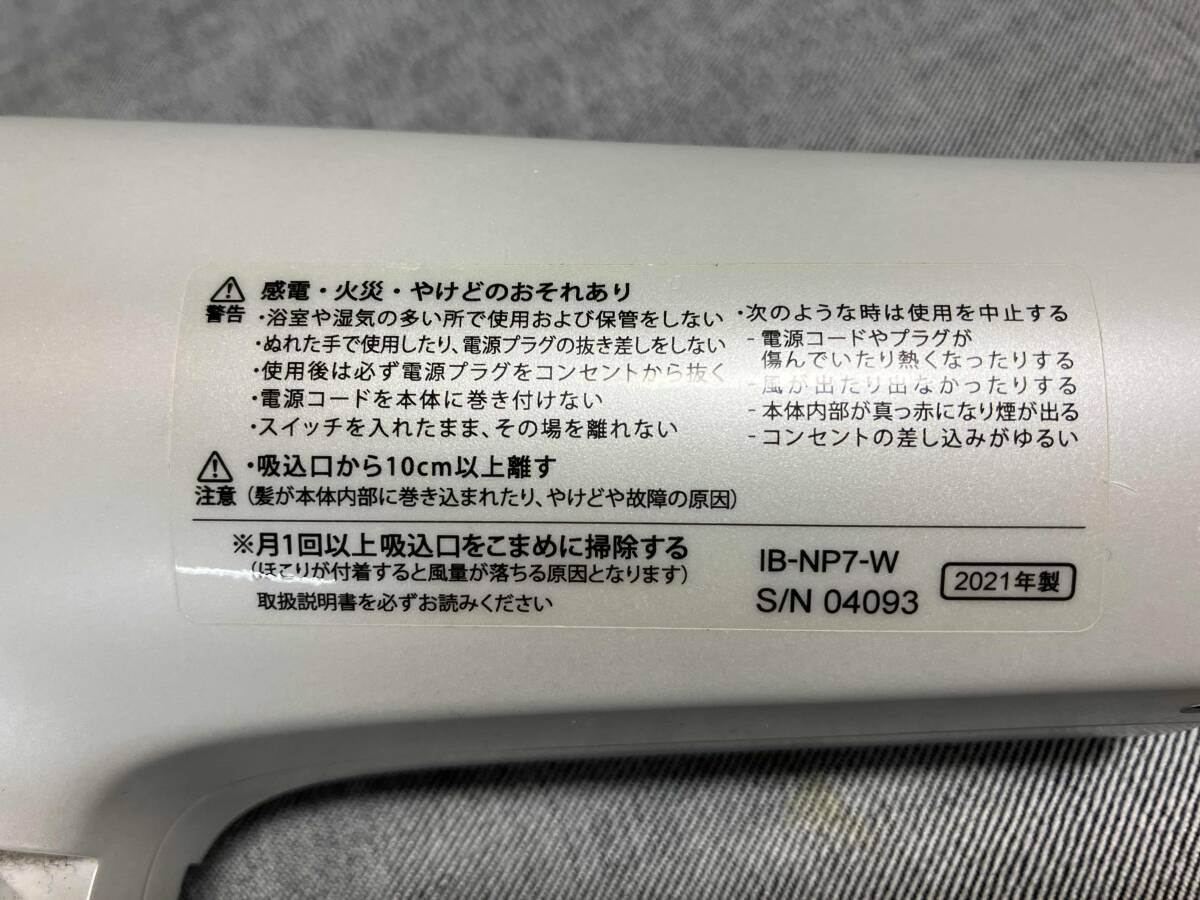 感電・火災・やけどのおそれあり
警告
・浴室や湿気の多い所で使用および保管をしない
・ぬれた手で使用したり、電源プラグの抜き差しをしない
・使用後は必ず電源プラグをコンセントから抜く
・電源コードを本体に巻き付けない
・スイッチを入れたまま、その場を離れない
・次のような時は使用を中止する
- 電源コードやプラグが
傷んでいたり熱くなったりする
- 風が出たり出なかったりする
- 本体内部が真っ赤になり煙が出る
- コンセントの差し込みがゆるい
・吸込口から10cm以上離す
注意 (髪が本体内部に巻き込まれたり、やけどや故障の原因)
※月1回以上吸込口をこまめに掃除する
(ほこりが付着すると風量が落ちる原因となります)
取扱説明書を必ずお読みください
IB-NP7-W
S/N 04093
2021年製